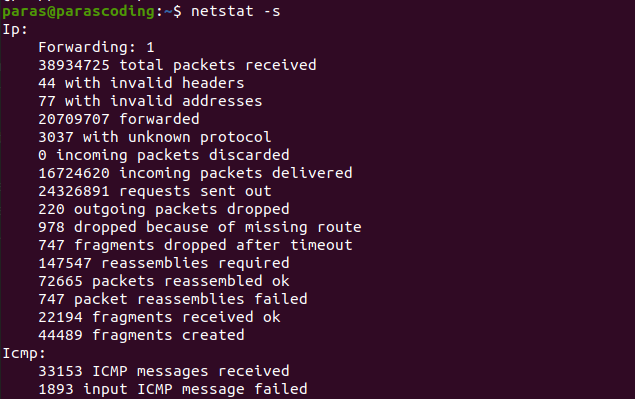 paras@parascoding:~$ netstat -s
Ip:
    Forwarding: 1
    38934725 total packets received
    44 with invalid headers
    77 with invalid addresses
    20709707 forwarded
    3037 with unknown protocol
    0 incoming packets discarded
    16724620 incoming packets delivered
    24326891 requests sent out
    220 outgoing packets dropped
    978 dropped because of missing route
    747 fragments dropped after timeout
    147547 reassemblies required
    72665 packets reassembled ok
    747 packet reassemblies failed
    22194 fragments received ok
    44489 fragments created
Icmp:
    33153 ICMP messages received
    1893 input ICMP message failed